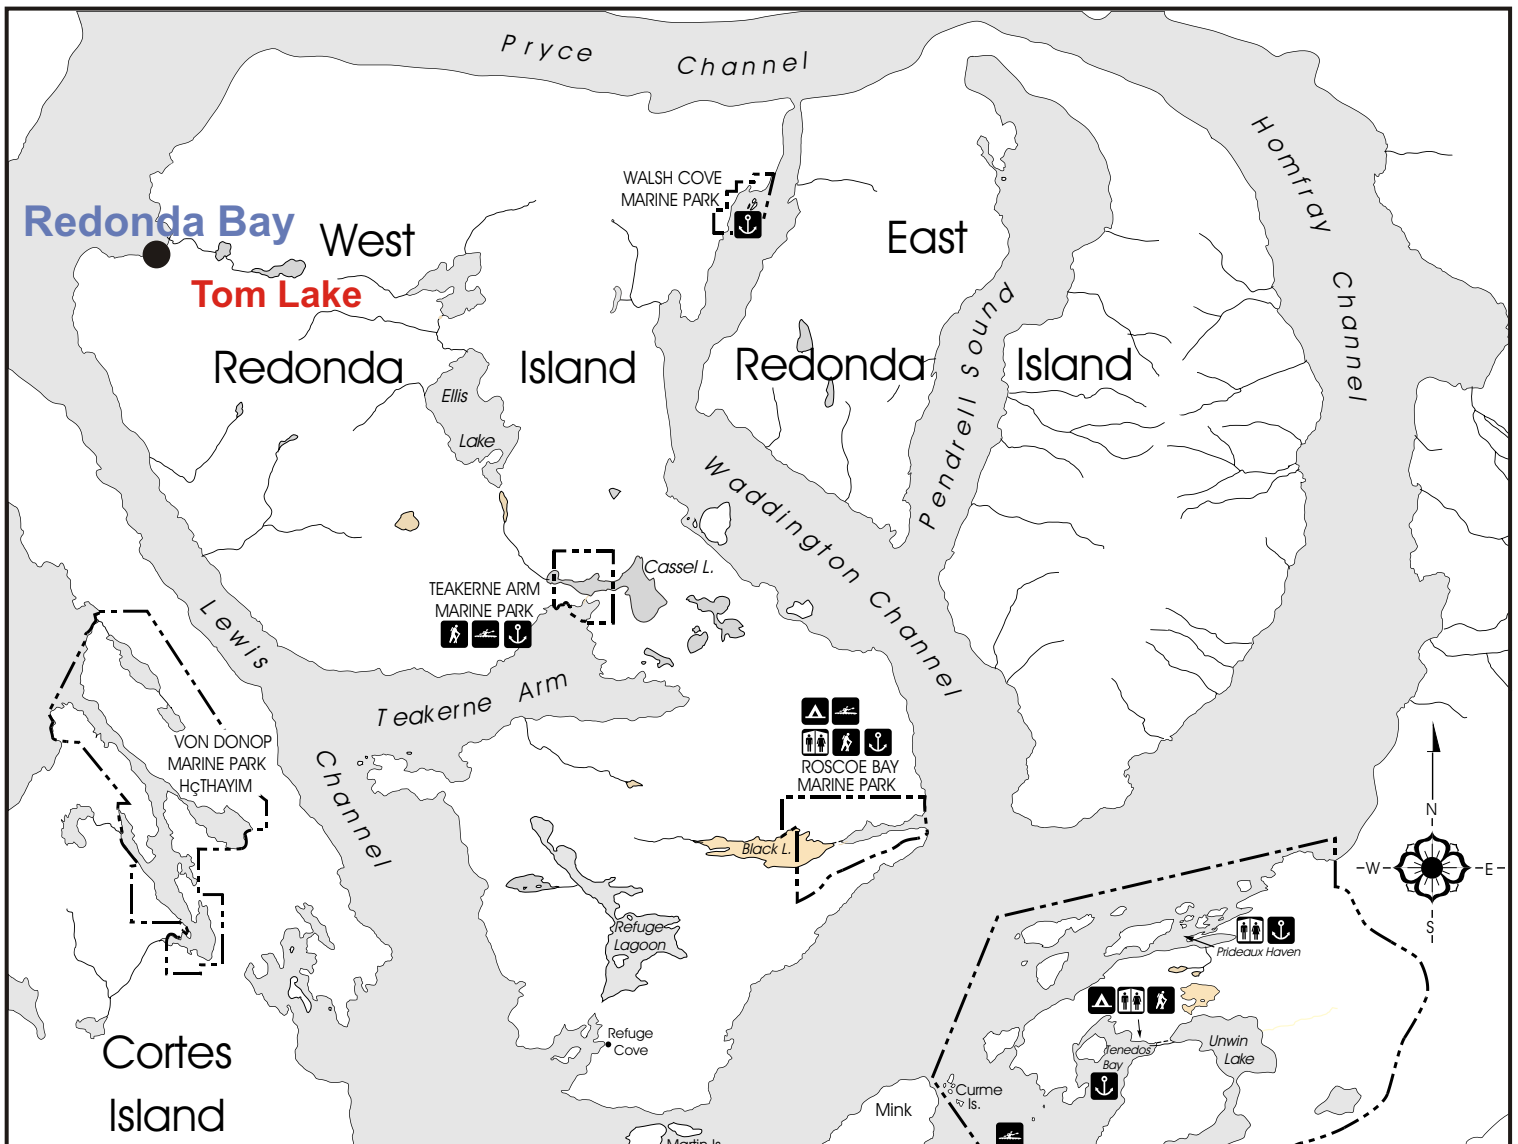 Pryce Channel
Homfray Channel
WALSH COVE
MARINE PARK
Redonda Bay
West
East
Tom Lake
Redonda Island
Redonda Island
Pendrell Sound
Ellis
Lake
Waddington Channel
Cassel L.
TEAKERNE ARM
MARINE PARK
Lewis Channel
Teakerne Arm
VON DONOP
MARINE PARK
HçTHAYIM
ROSCOE BAY
MARINE PARK
Black L.
N
W
E
S
Refuge
Lagoon
Prideaux Haven
Refuge
Cove
Unwin
Lake
Tenedos
Bay
Cortes
Island
Curme
Is.
Mink
Martin Is.